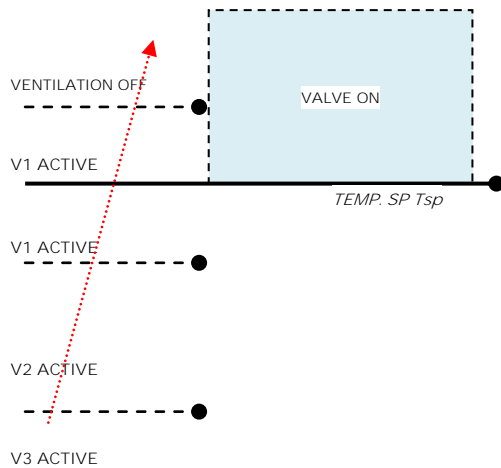 VENTILATION OFF
VALVE ON
V1 ACTIVE
TEMP. SP Tsp
V1 ACTIVE
V2 ACTIVE
V3 ACTIVE